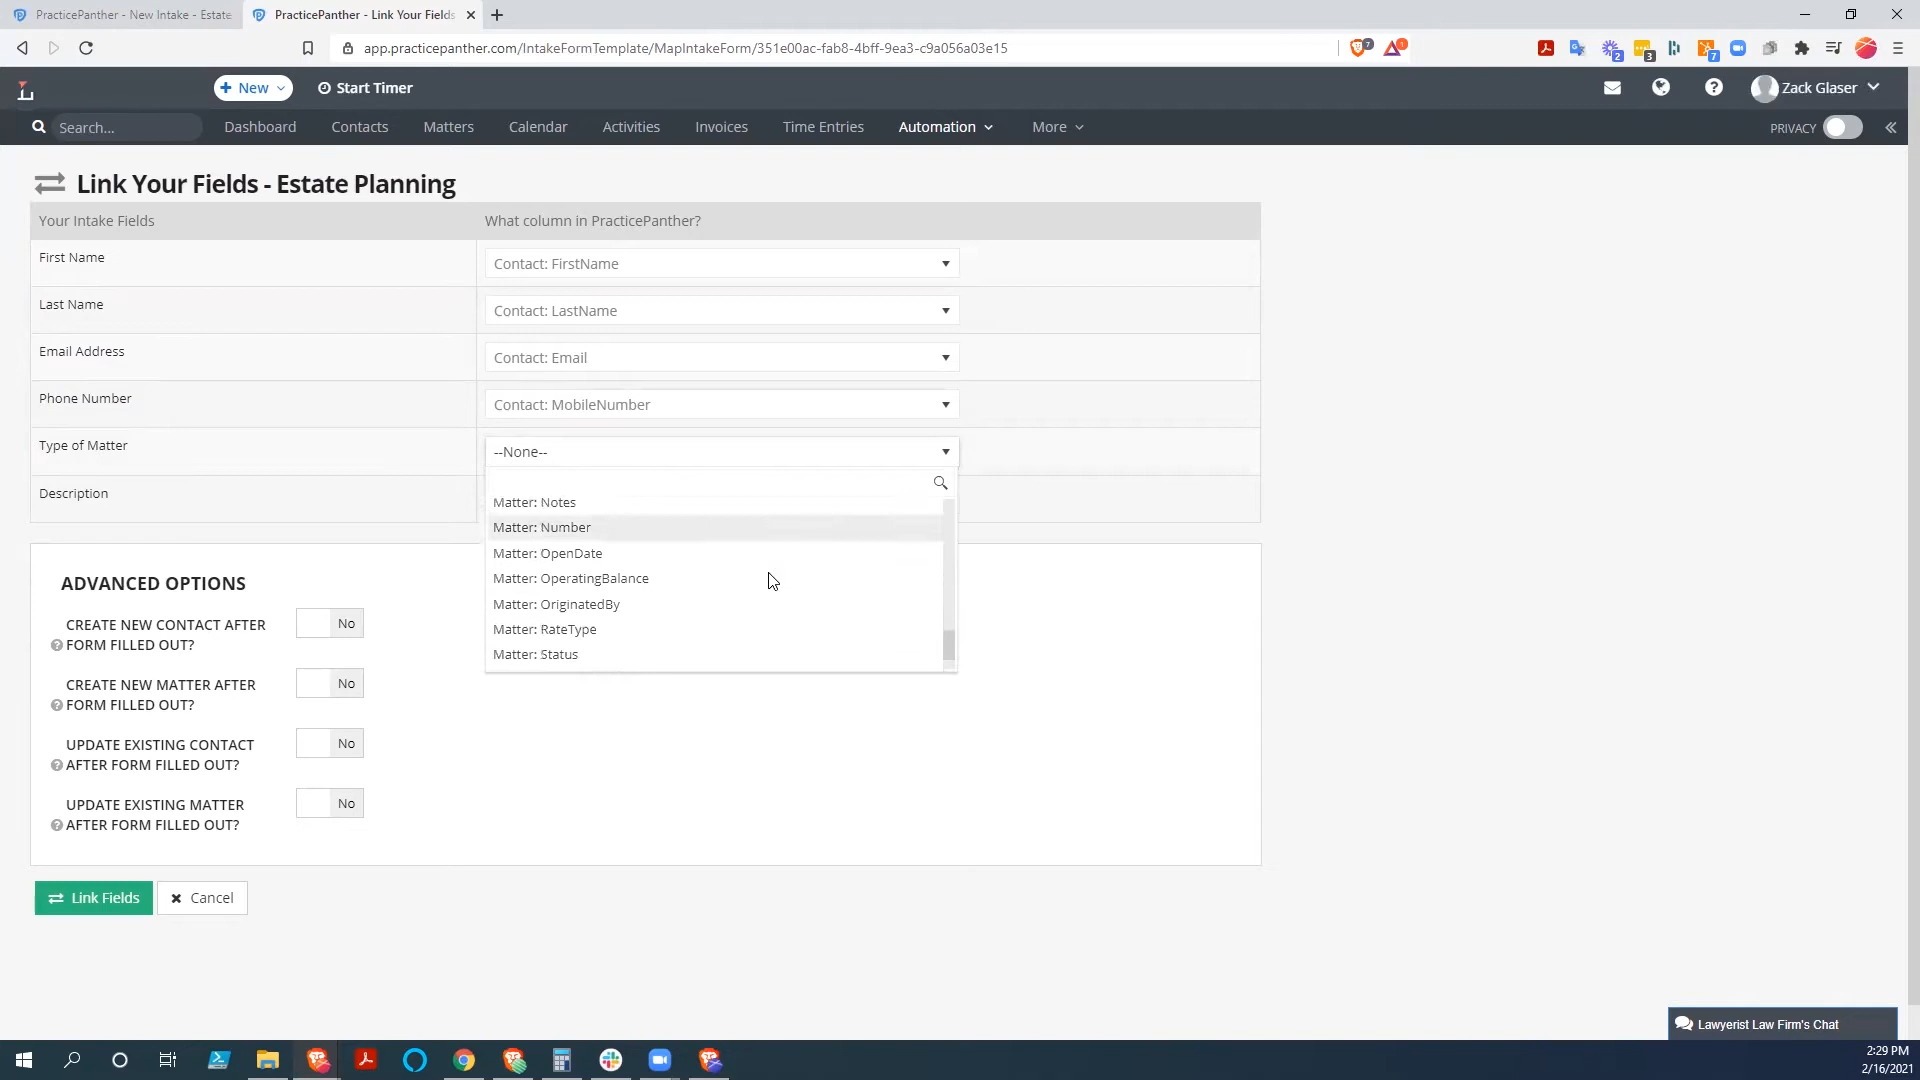 PracticePanther - New Intake - Estate
PracticePanther - Link Your Fields
app.practicepanther.com/IntakeFormTemplate/MapIntakeForm/351e00ac-fab8-4bff-9ea3-c9a056a03e15
7
1
2
3
7
New
Start Timer
Zack Glaser
Search...
Dashboard
Contacts
Matters
Calendar
Activities
Invoices
Time Entries
Automation
More
PRIVACY
Link Your Fields - Estate Planning
Your Intake Fields
What column in PracticePanther?
First Name
Contact: FirstName
Last Name
Contact: LastName
Email Address
Contact: Email
Phone Number
Contact: MobileNumber
Type of Matter
--None--
Description
Matter: Notes
Matter: Number
Matter: OpenDate
Matter: OperatingBalance
Matter: OriginatedBy
Matter: RateType
Matter: Status
ADVANCED OPTIONS
CREATE NEW CONTACT AFTER
FORM FILLED OUT?
No
CREATE NEW MATTER AFTER
FORM FILLED OUT?
No
UPDATE EXISTING CONTACT
AFTER FORM FILLED OUT?
No
UPDATE EXISTING MATTER
AFTER FORM FILLED OUT?
No
Link Fields
Cancel
Lawyerist Law Firm's Chat
2:29 PM
2/16/2021